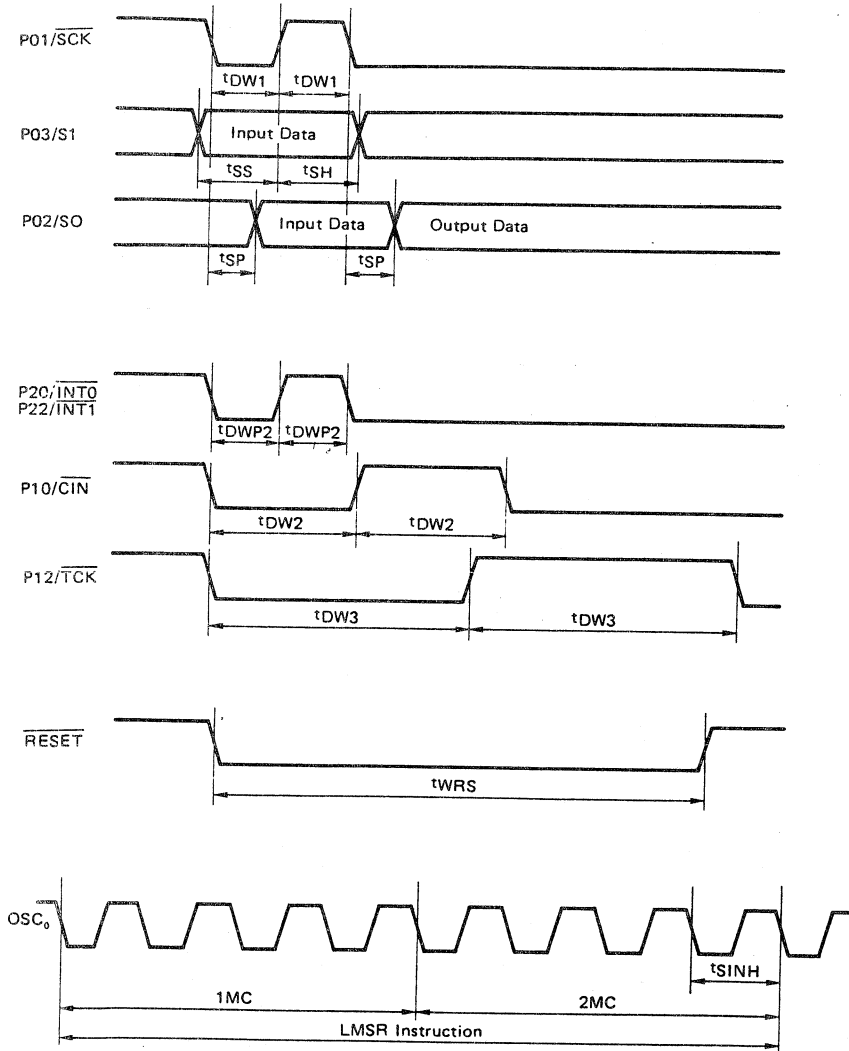 P01/SCK
tDW1 tDW1
P03/S1
Input Data
tSS tSH
P02/SO
Input Data Output Data
tSP tSP
P20/INT0
P22/INT1
tDWP2 tDWP2
P10/CIN
tDW2 tDW2
P12/TCK
tDW3 tDW3
RESET
tWRS
OSC₀
tSINH
1MC 2MC
LMSR Instruction